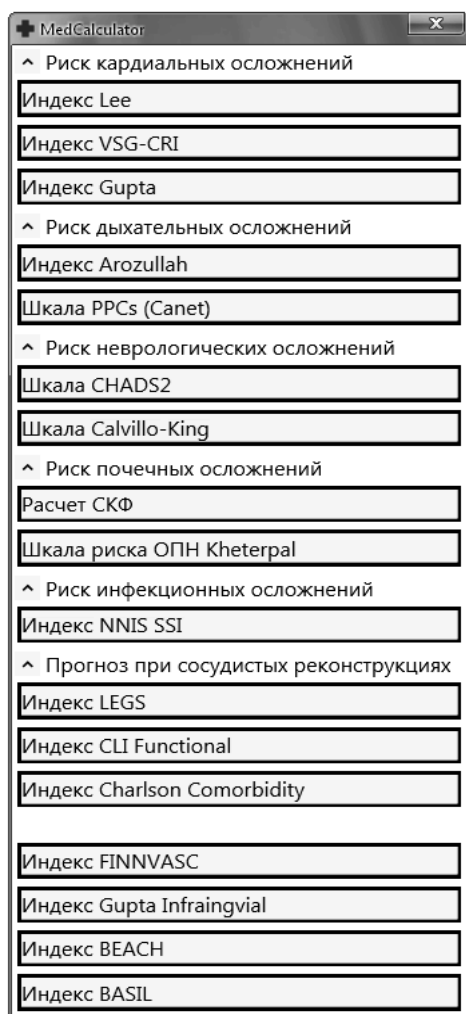 MedCalculator
Риск кардиальных осложнений
Индекс Lee
Индекс VSG-CRI
Индекс Gupta
Риск дыхательных осложнений
Индекс Arozullah
Шкала PPCs (Canet)
Риск неврологических осложнений
Шкала CHADS2
Шкала Calvillo-King
Риск почечных осложнений
Расчет СКФ
Шкала риска ОПН Kheterpal
Риск инфекционных осложнений
Индекс NNIS SSI
Прогноз при сосудистых реконструкциях
Индекс LEGS
Индекс CLI Functional
Индекс Charlson Comorbidity
Индекс FINNVASC
Индекс Gupta Infraingvial
Индекс BEACH
Индекс BASIL